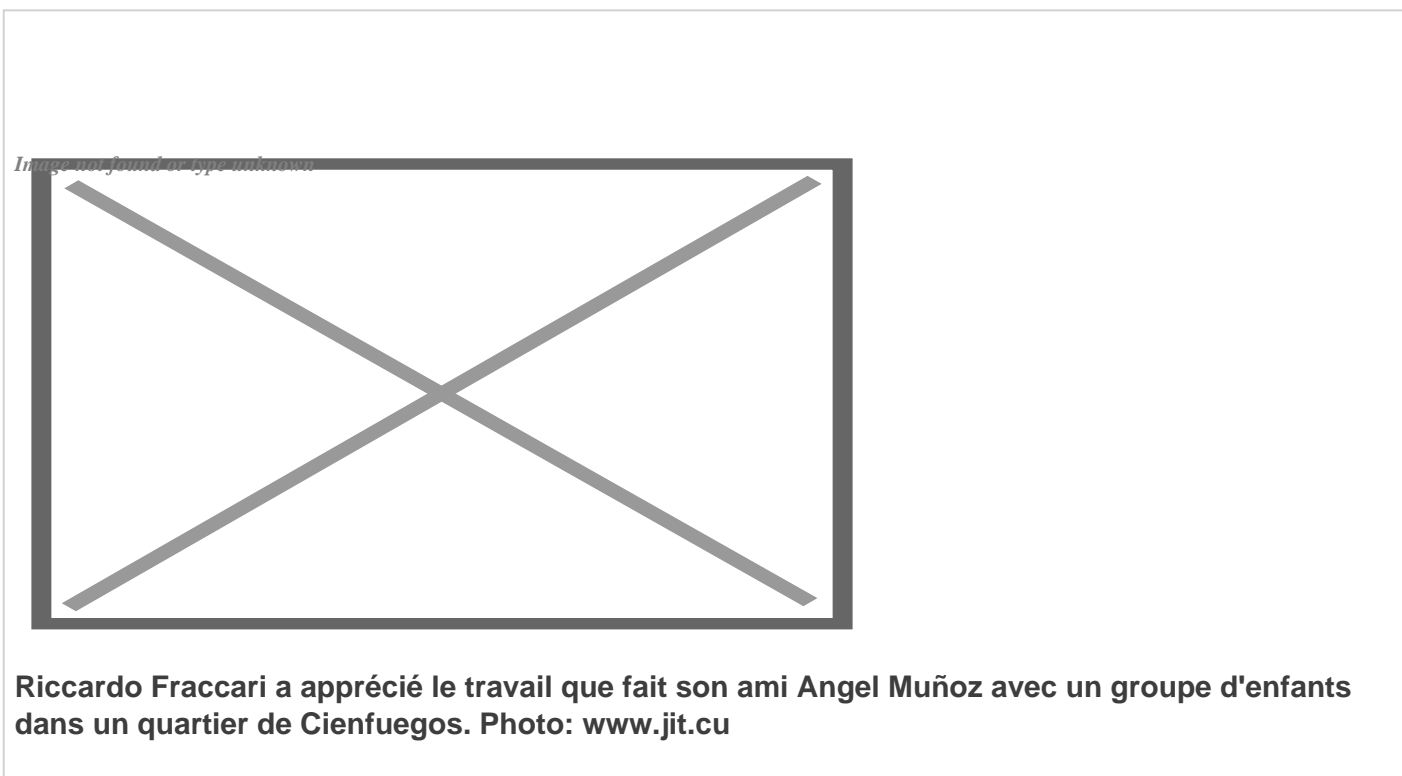 Image not found or type unknown
Riccardo Fraccari a apprécié le travail que fait son ami Angel Muñoz avec un groupe d'enfants
dans un quartier de Cienfuegos. Photo: www.jit.cu